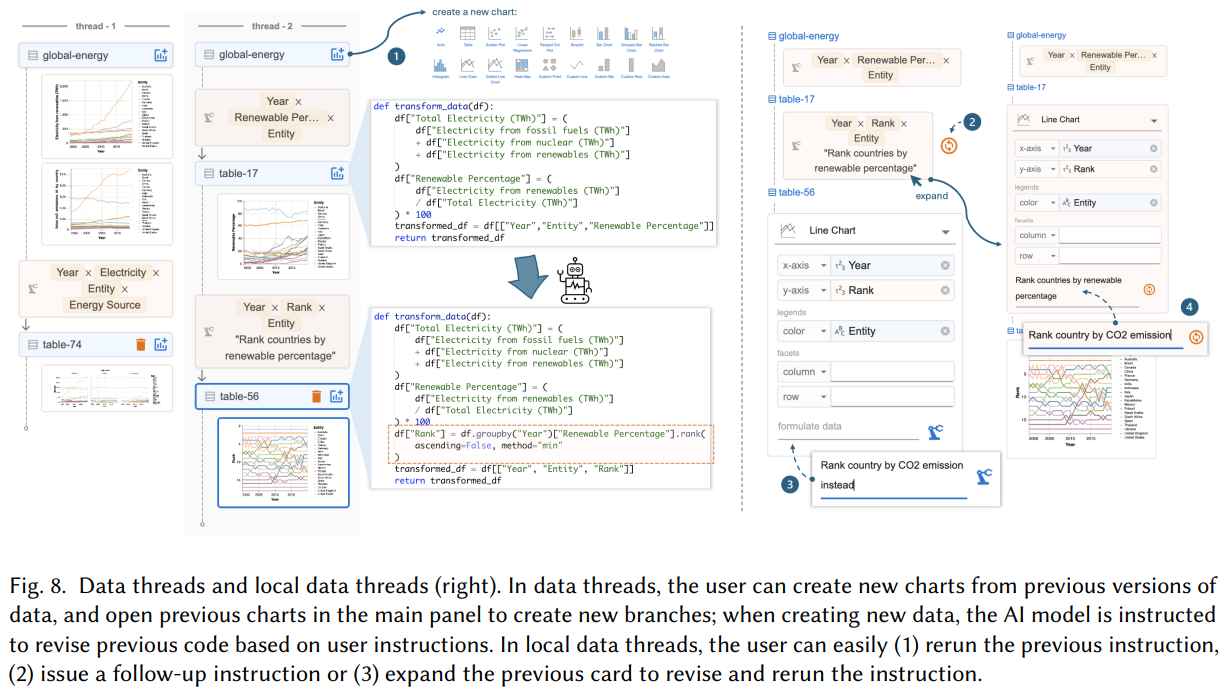 thread - 1
global-energy
Year x Electricity x
Entity x
Energy Source
table-74
thread - 2
global-energy
Year x
Renewable Per... x
Entity
table-17
Year x Rank x
Entity
"Rank countries by
renewable percentage"
table-56
create a new chart:
Auto
Table
Scatter Plot
Linear Regression
Ranged Dot Plot
Boxplot
Bar Chart
Grouped Bar Chart
Stacked Bar Chart
Histogram
Line Chart
Dotted Line Chart
Heat Map
Custom Point
Custom Line
Custom Bar
Custom Rect
Custom Area
1
def transform_data(df):
df["Total Electricity (TWh)"] = (
df["Electricity from fossil fuels (TWh)"]
+ df["Electricity from nuclear (TWh)"]
+ df["Electricity from renewables (TWh)"]
)
df["Renewable Percentage"] = (
df["Electricity from renewables (TWh)"]
/ df["Total Electricity (TWh)"]
) * 100
transformed_df = df[["Year","Entity","Renewable Percentage"]]
return transformed_df
def transform_data(df):
df["Total Electricity (TWh)"] = (
df["Electricity from fossil fuels (TWh)"]
+ df["Electricity from nuclear (TWh)"]
+ df["Electricity from renewables (TWh)"]
)
df["Renewable Percentage"] = (
df["Electricity from renewables (TWh)"]
/ df["Total Electricity (TWh)"]
) * 100
df["Rank"] = df.groupby("Year")["Renewable Percentage"].rank(
ascending=False, method="min"
)
transformed_df = df[["Year", "Entity", "Rank"]]
return transformed_df
global-energy
Year x Renewable Per... x
Entity
table-17
Year x Rank x
Entity
"Rank countries by
renewable percentage"
2
expand
table-56
Line Chart
x-axis Year
y-axis Rank
legends
color Entity
facets
column
row
formulate data
3
Rank country by CO2 emission
instead
global-energy
Year x Renewable Per... x
Entity
table-17
Line Chart
x-axis Year
y-axis Rank
legends
color Entity
facets
column
row
Rank countries by renewable
percentage
4
Rank country by CO2 emission
Rank
Year
Fig. 8. Data threads and local data threads (right). In data threads, the user can create new charts from previous versions of
data, and open previous charts in the main panel to create new branches; when creating new data, the AI model is instructed
to revise previous code based on user instructions. In local data threads, the user can easily (1) rerun the previous instruction,
(2) issue a follow-up instruction or (3) expand the previous card to revise and rerun the instruction.